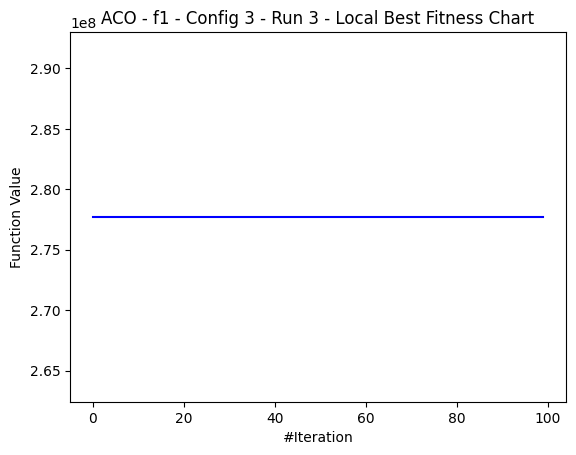 ACO - f1 - Config 3 - Run 3 - Local Best Fitness Chart
1e8
2.90
2.85
2.80
2.75
2.70
2.65
Function Value
0 20 40 60 80 100
#Iteration